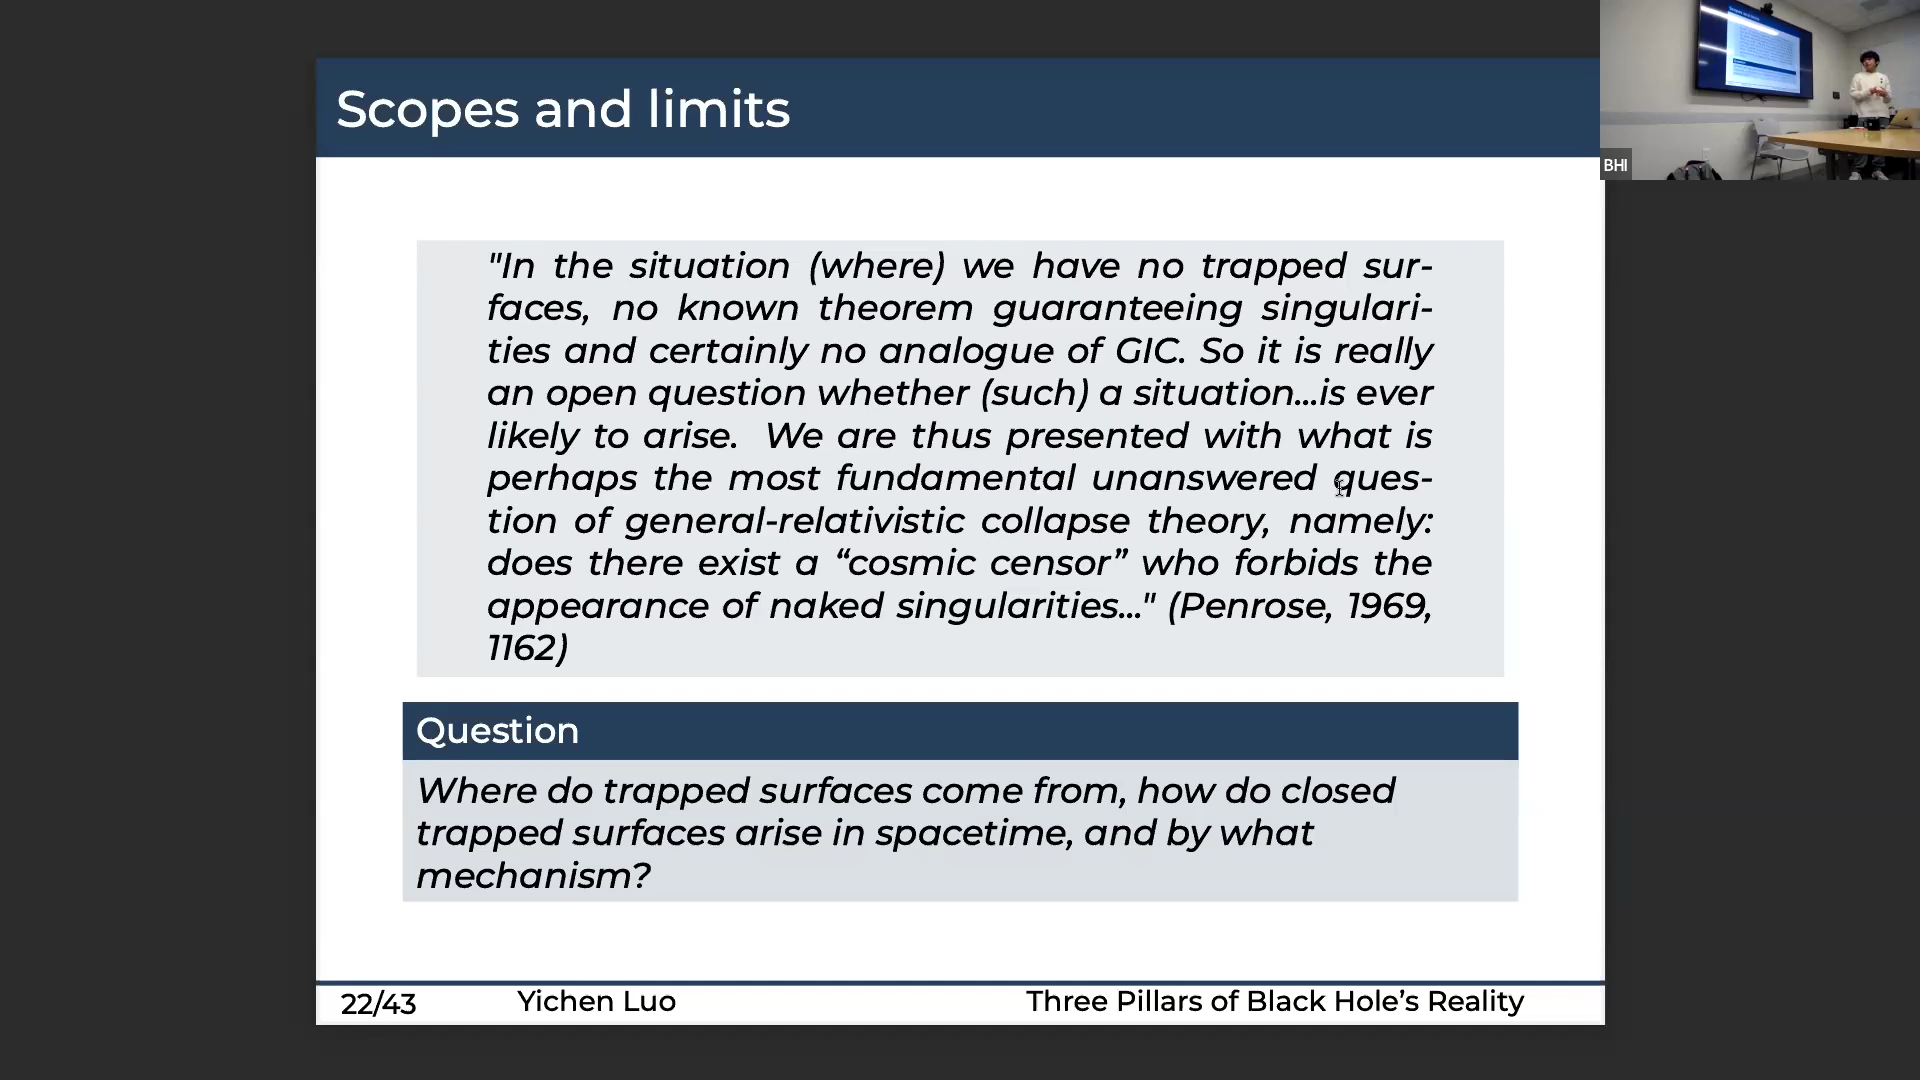 Scopes and limits
"In the situation (where) we have no trapped sur-
faces, no known theorem guaranteeing singulari-
ties and certainly no analogue of GIC. So it is really
an open question whether (such) a situation...is ever
likely to arise. We are thus presented with what is
perhaps the most fundamental unanswered ques-
tion of general-relativistic collapse theory, namely:
does there exist a “cosmic censor” who forbids the
appearance of naked singularities..." (Penrose, 1969,
1162)
Question
Where do trapped surfaces come from, how do closed
trapped surfaces arise in spacetime, and by what
mechanism?
22/43 Yichen Luo Three Pillars of Black Hole’s Reality
BHI